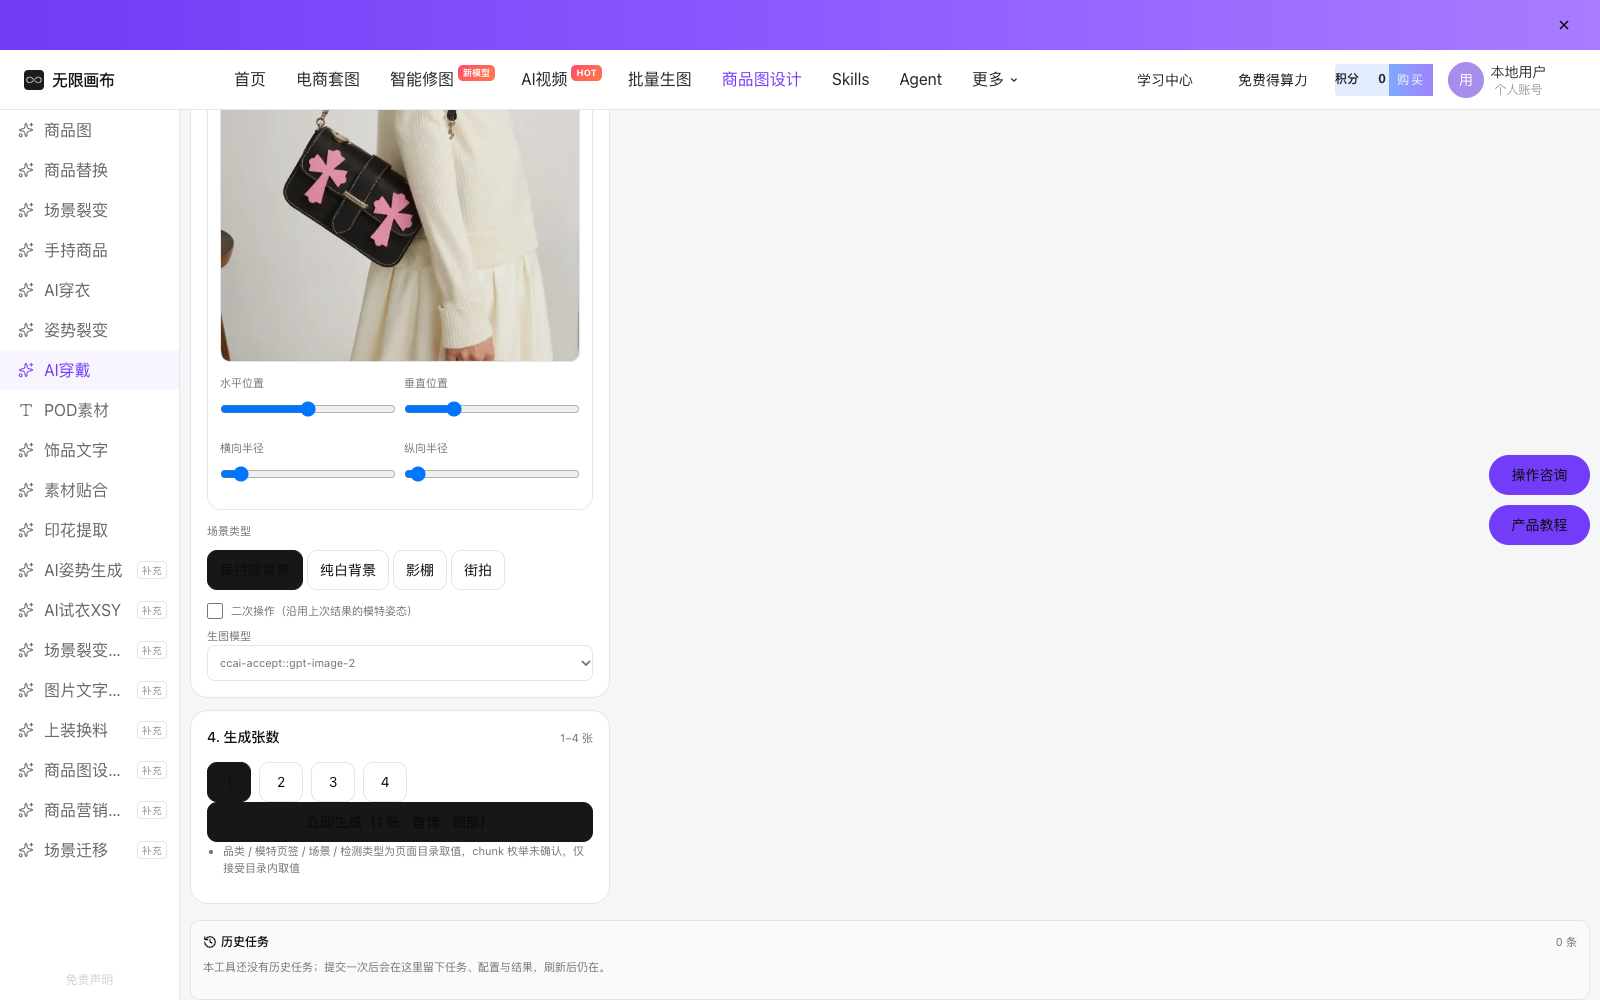 ×
无限画布
首页
电商套图
智能修图
新模型
AI视频
HOT
批量生图
商品图设计
Skills
Agent
更多
学习中心
免费得算力
积分 0
购买
用
本地用户
个人账号
商品图
商品替换
场景裂变
手持商品
AI穿衣
姿势裂变
AI穿戴
POD素材
饰品文字
素材贴合
印花提取
AI姿势生成 补充
AI试衣XSY 补充
场景裂变... 补充
图片文字... 补充
上装换料 补充
商品图设... 补充
商品营销... 补充
场景迁移 补充
免责声明
水平位置
垂直位置
横向半径
纵向半径
场景类型
保持原背景
纯白背景
影棚
街拍
二次操作（沿用上次结果的模特姿态）
生图模型
ccai-accept::gpt-image-2
4. 生成张数
1–4 张
1
2
3
4
立即生成（1 张 · 首饰 · 颈部）
• 品类 / 模特页签 / 场景 / 检测类型为页面目录取值，chunk 枚举未确认，仅
接受目录内取值
历史任务
0 条
本工具还没有历史任务；提交一次后会在这里留下任务、配置与结果，刷新后仍在。
操作咨询
产品教程